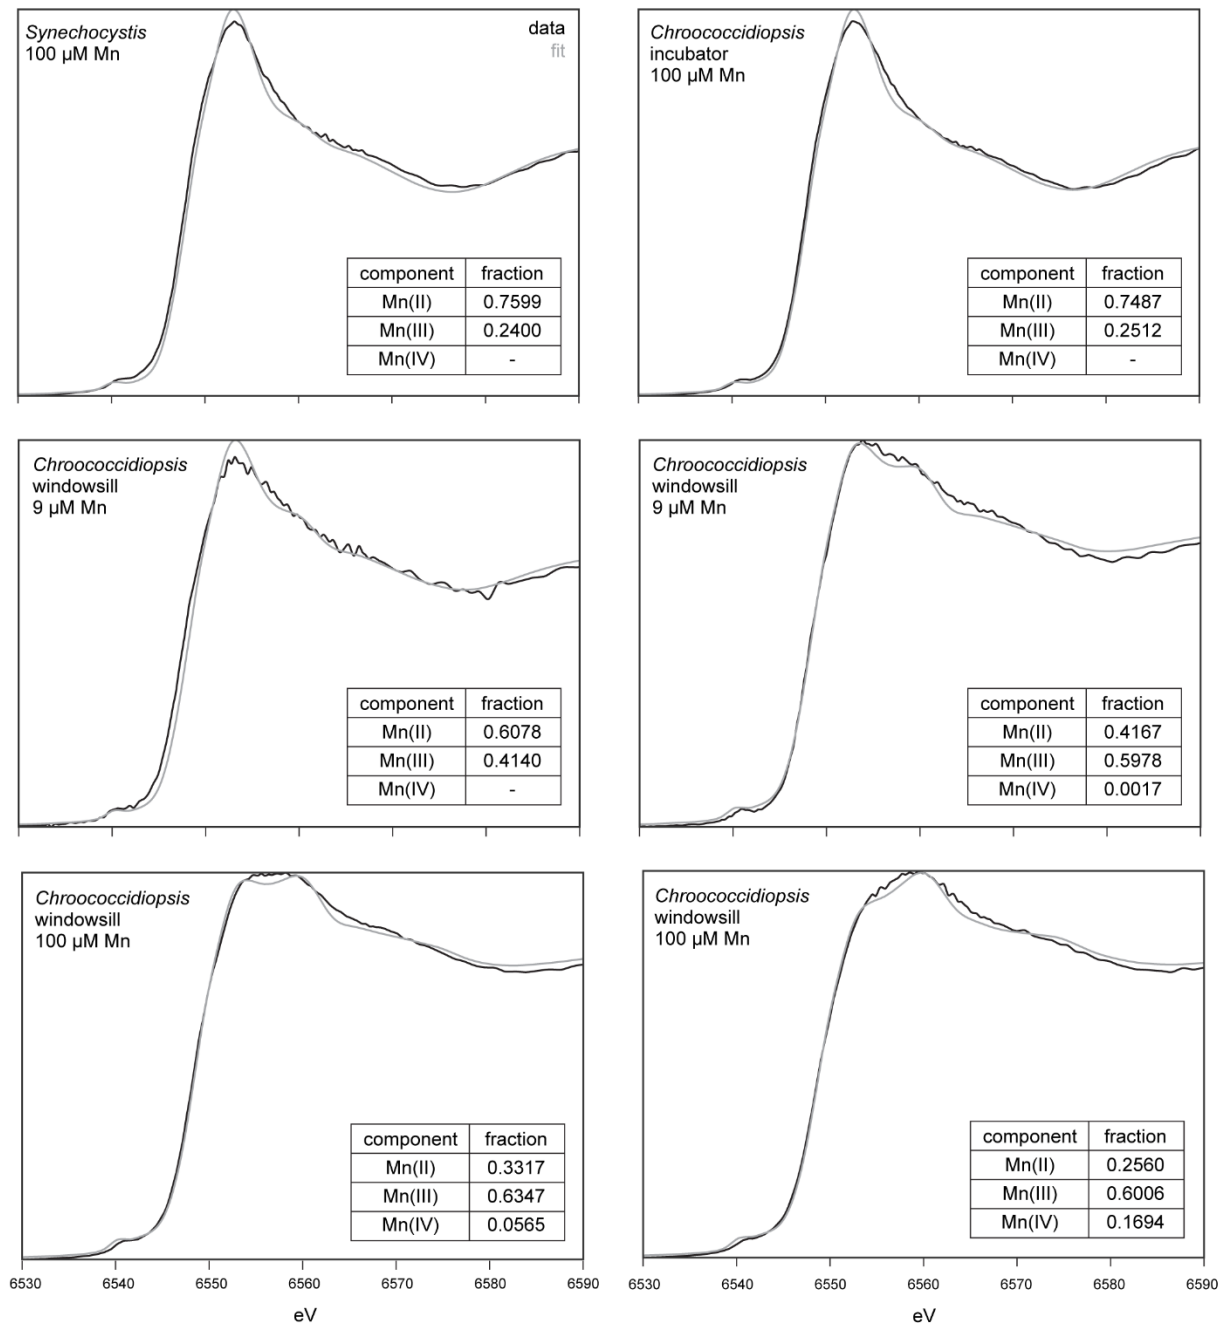 Synechocystis
100 µM Mn
data
fit
component fraction
Mn(II) 0.7599
Mn(III) 0.2400
Mn(IV) -
Chroococcidiopsis
incubator
100 µM Mn
component fraction
Mn(II) 0.7487
Mn(III) 0.2512
Mn(IV) -
Chroococcidiopsis
windowsill
9 µM Mn
component fraction
Mn(II) 0.6078
Mn(III) 0.4140
Mn(IV) -
Chroococcidiopsis
windowsill
9 µM Mn
component fraction
Mn(II) 0.4167
Mn(III) 0.5978
Mn(IV) 0.0017
Chroococcidiopsis
windowsill
100 µM Mn
component fraction
Mn(II) 0.3317
Mn(III) 0.6347
Mn(IV) 0.0565
6530 6540 6550 6560 6570 6580 6590
eV
Chroococcidiopsis
windowsill
100 µM Mn
component fraction
Mn(II) 0.2560
Mn(III) 0.6006
Mn(IV) 0.1694
6530 6540 6550 6560 6570 6580 6590
eV